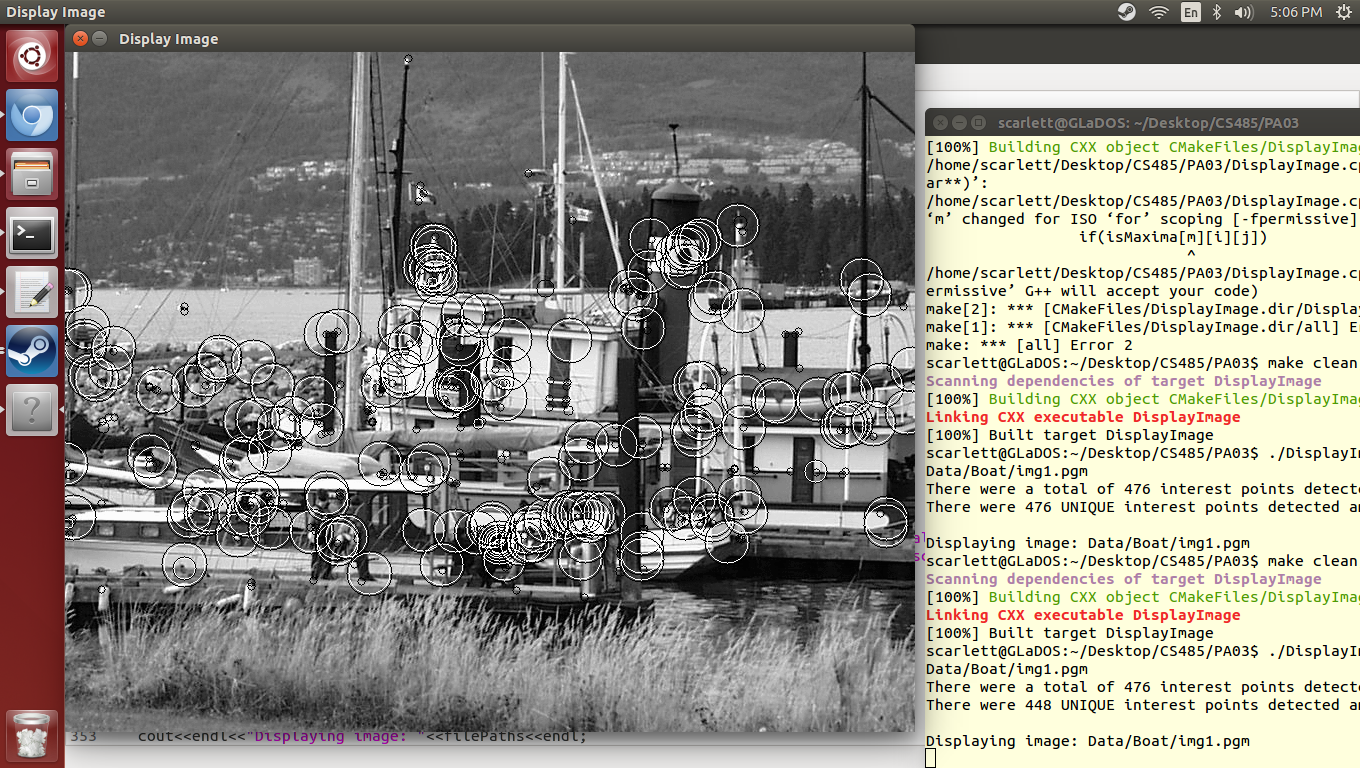 Display Image
En
5:06 PM
Display Image
scarlett@GLaDOS: ~/Desktop/CS485/PA03
[100%] Building CXX object CMakeFiles/DisplayIma
/home/scarlett/Desktop/CS485/PA03/DisplayImage.cp
ar**)’:
/home/scarlett/Desktop/CS485/PA03/DisplayImage.cp
‘m’ changed for ISO ‘for’ scoping [-fpermissive]
if(isMaxima[m][i][j])
^
/home/scarlett/Desktop/CS485/PA03/DisplayImage.cp
ermissive’ G++ will accept your code)
make[2]: *** [CMakeFiles/DisplayImage.dir/Display
make[1]: *** [CMakeFiles/DisplayImage.dir/all] E
make: *** [all] Error 2
scarlett@GLaDOS:~/Desktop/CS485/PA03$ make clean
Scanning dependencies of target DisplayImage
[100%] Building CXX object CMakeFiles/DisplayIma
Linking CXX executable DisplayImage
[100%] Built target DisplayImage
scarlett@GLaDOS:~/Desktop/CS485/PA03$ ./DisplayIm
Data/Boat/img1.pgm
There were a total of 476 interest points detecte
There were 476 UNIQUE interest points detected an
Displaying image: Data/Boat/img1.pgm
scarlett@GLaDOS:~/Desktop/CS485/PA03$ make clean
Scanning dependencies of target DisplayImage
[100%] Building CXX object CMakeFiles/DisplayIma
Linking CXX executable DisplayImage
[100%] Built target DisplayImage
scarlett@GLaDOS:~/Desktop/CS485/PA03$ ./DisplayIm
Data/Boat/img1.pgm
There were a total of 476 interest points detecte
There were 448 UNIQUE interest points detected an
Displaying image: Data/Boat/img1.pgm
353 cout<<endl<<"Displaying image: "<<filePaths<<endl;